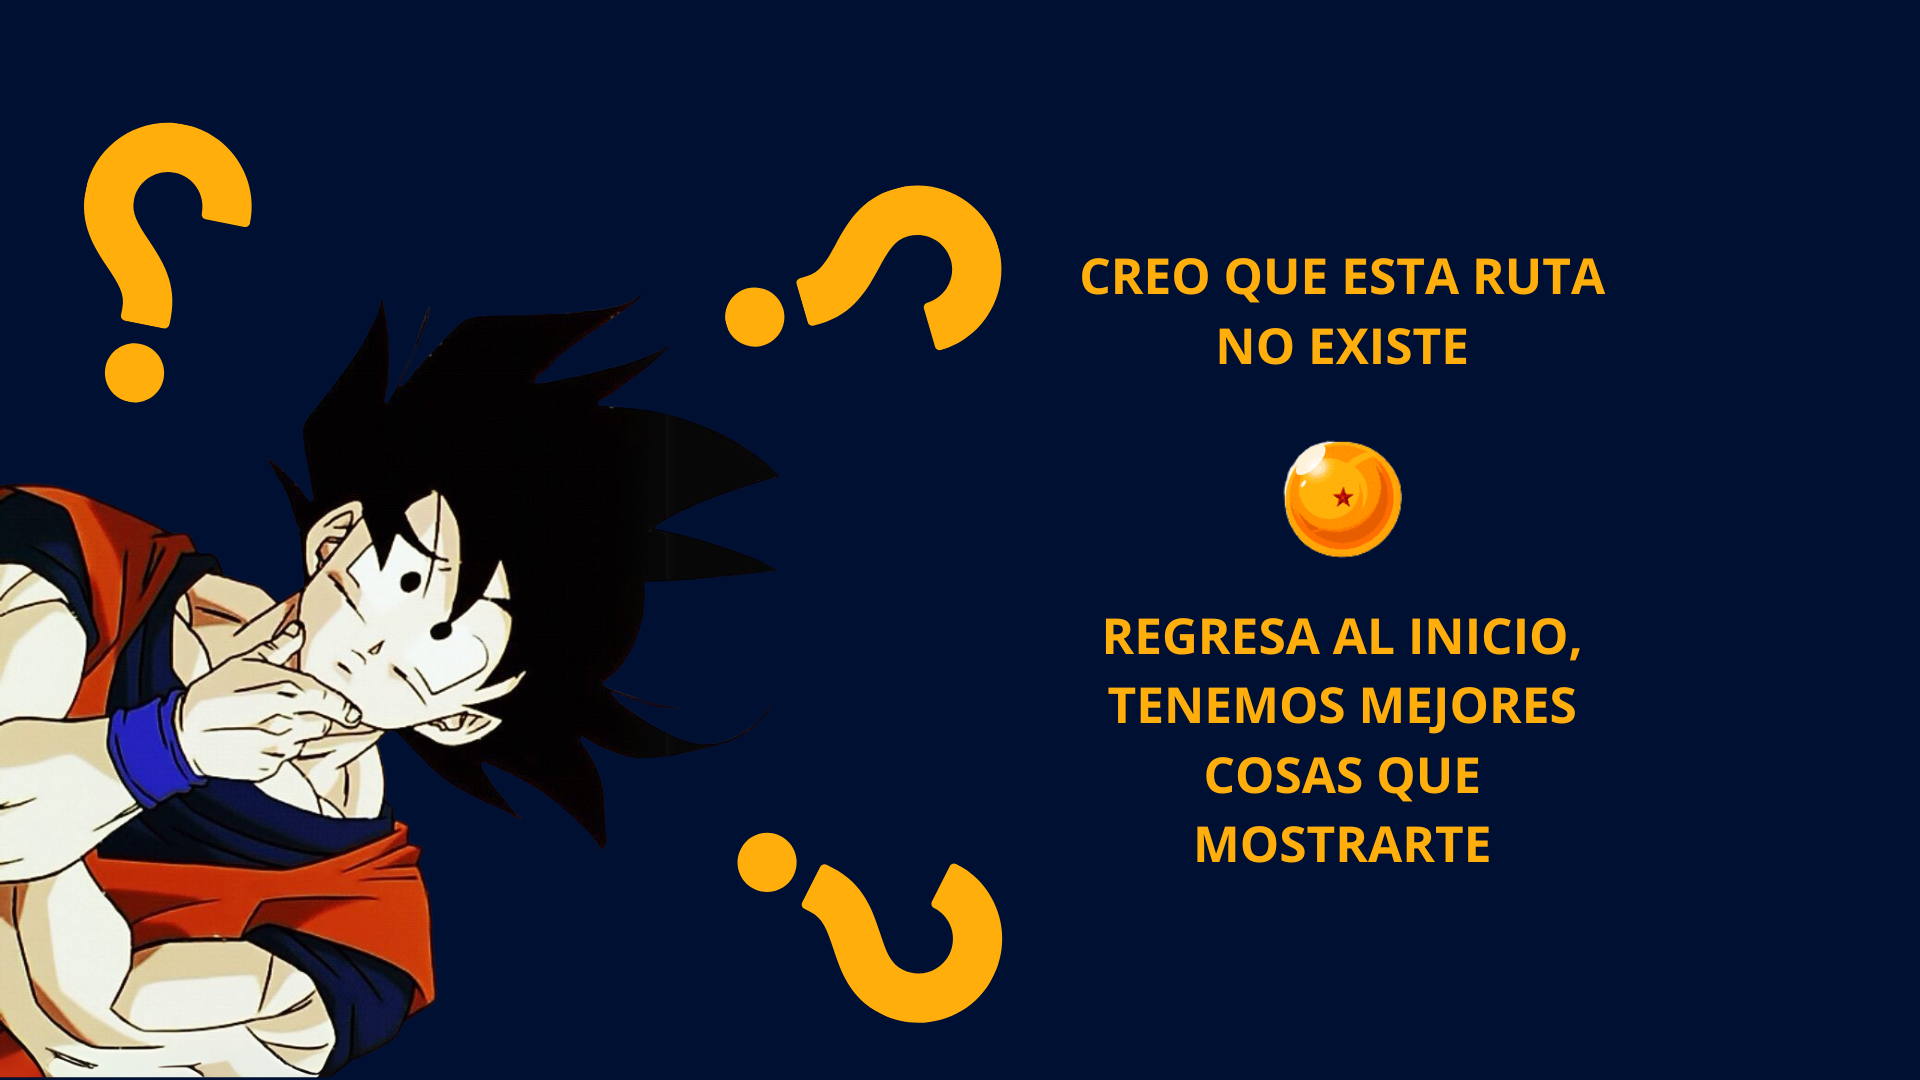 CREO QUE ESTA RUTA
NO EXISTE
REGRESA AL INICIO,
TENEMOS MEJORES
COSAS QUE
MOSTRARTE